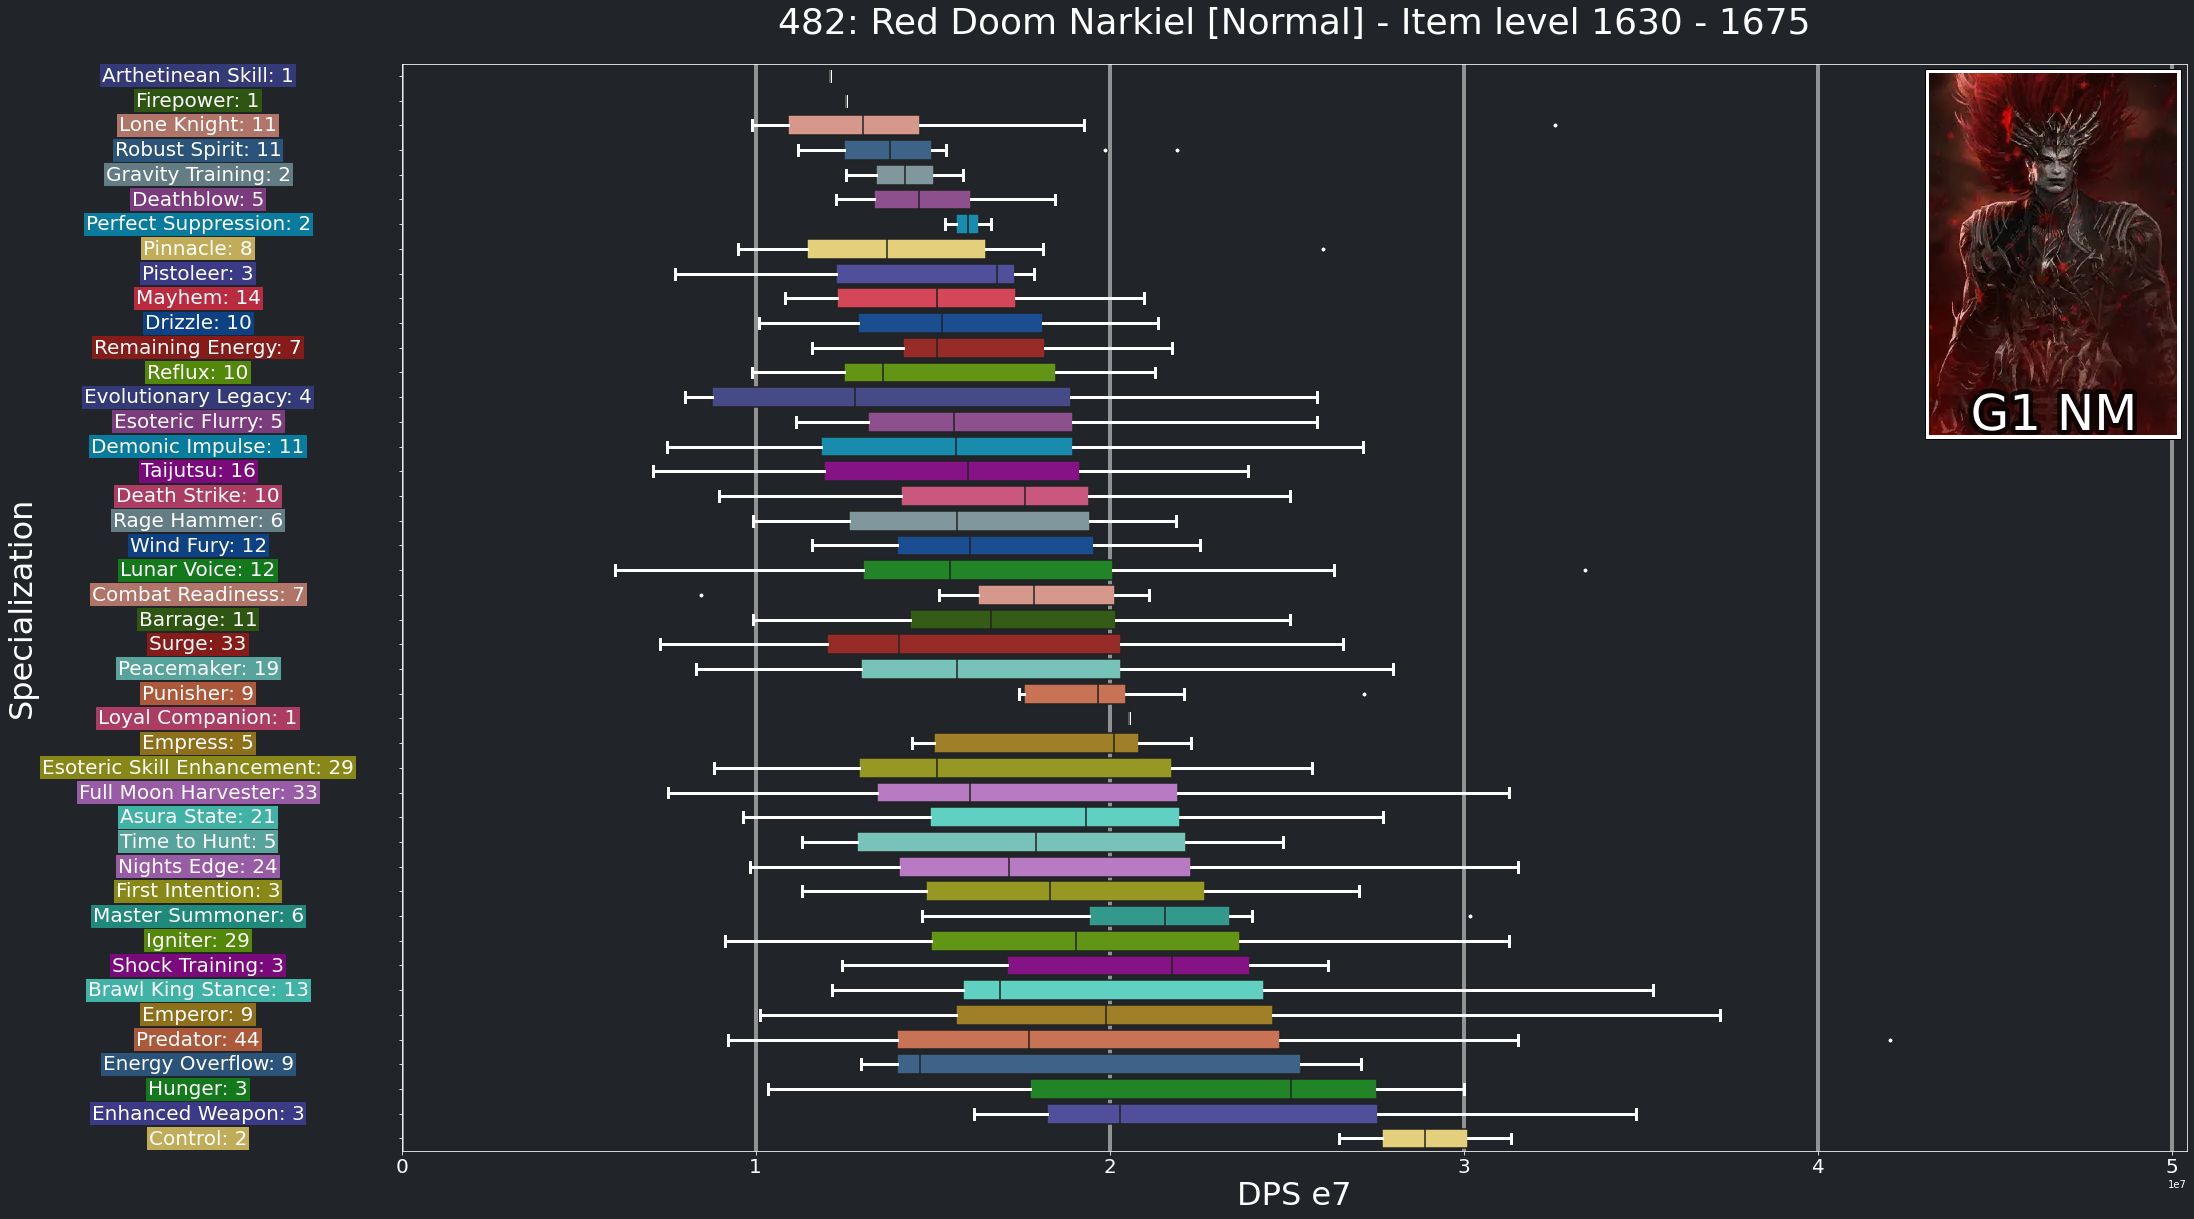 482: Red Doom Narkiel [Normal] - Item level 1630 - 1675
Arthetinean Skill: 1
Firepower: 1
Lone Knight: 11
Robust Spirit: 11
Gravity Training: 2
Deathblow: 5
Perfect Suppression: 2
Pinnacle: 8
Pistoleer: 3
Mayhem: 14
Drizzle: 10
Remaining Energy: 7
Reflux: 10
Evolutionary Legacy: 4
Esoteric Flurry: 5
Demonic Impulse: 11
Taijutsu: 16
Death Strike: 10
Rage Hammer: 6
Wind Fury: 12
Lunar Voice: 12
Combat Readiness: 7
Barrage: 11
Surge: 33
Peacemaker: 19
Punisher: 9
Loyal Companion: 1
Empress: 5
Esoteric Skill Enhancement: 29
Full Moon Harvester: 33
Asura State: 21
Time to Hunt: 5
Nights Edge: 24
First Intention: 3
Master Summoner: 6
Igniter: 29
Shock Training: 3
Brawl King Stance: 13
Emperor: 9
Predator: 44
Energy Overflow: 9
Hunger: 3
Enhanced Weapon: 3
Control: 2
Specialization
G1 NM
0 1 2 3 4 5
1e7
DPS e7